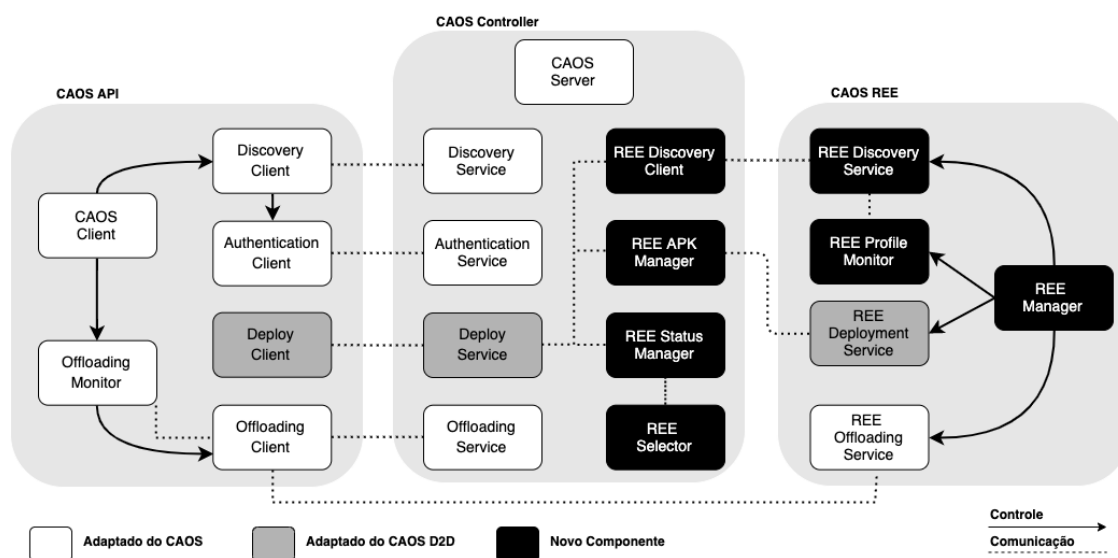 CAOS Controller
CAOS
Server
CAOS API
CAOS REE
Discovery
Client
Discovery
Service
REE Discovery
Client
REE Discovery
Service
CAOS
Client
Authentication
Client
Authentication
Service
REE APK
Manager
REE Profile
Monitor
REE
Manager
Offloading
Monitor
Deploy
Client
Deploy
Service
REE Status
Manager
REE
Deployment
Service
Offloading
Client
Offloading
Service
REE
Selector
REE
Offloading
Service
Controle
Comunicação
Adaptado do CAOS
Adaptado do CAOS D2D
Novo Componente